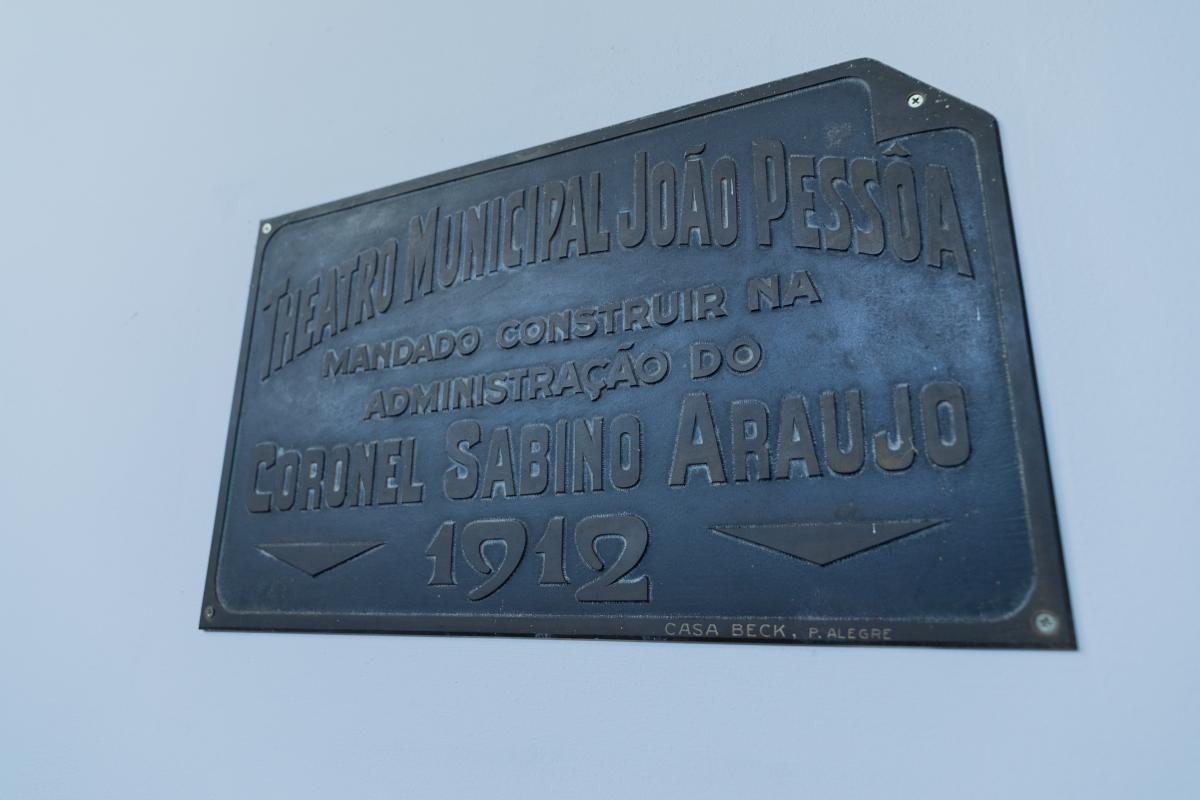 THEATRO MUNICIPAL JOÃO PESSÔA
MANDADO CONSTRUIR NA
ADMINISTRAÇÃO DO
CORONEL SABINO ARAUJO
1912
CASA BECK, P. ALEGRE